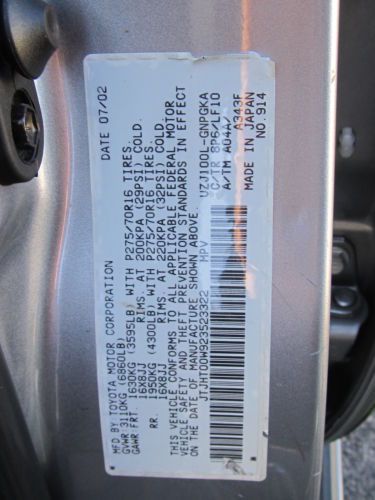 MFD BY TOYOTA MOTOR CORPORATION DATE 07/02
GVWR:3110KG (6860LB)
GAWR:FRT 1630KG (3595LB) WITH P275/70R16 TIRES,
16X8JJ RIMS, AT 200KPA (29PSI) COLD.
RR. 1950KG (4300LB) WITH P275/70R16 TIRES,
16X8JJ RIMS, AT 220KPA (32PSI) COLD.
THIS VEHICLE CONFORMS TO ALL APPLICABLE FEDERAL MOTOR
VEHICLE SAFETY AND THEFT PREVENTION STANDARDS IN EFFECT
ON THE DATE OF MANUFACTURE SHOWN ABOVE.
JTJHT00W923523322 MPV UZJ100L-GNPGKA
C/TR 8P6/LF10
A/TM A04A/ A343F
MADE IN JAPAN
NO.914